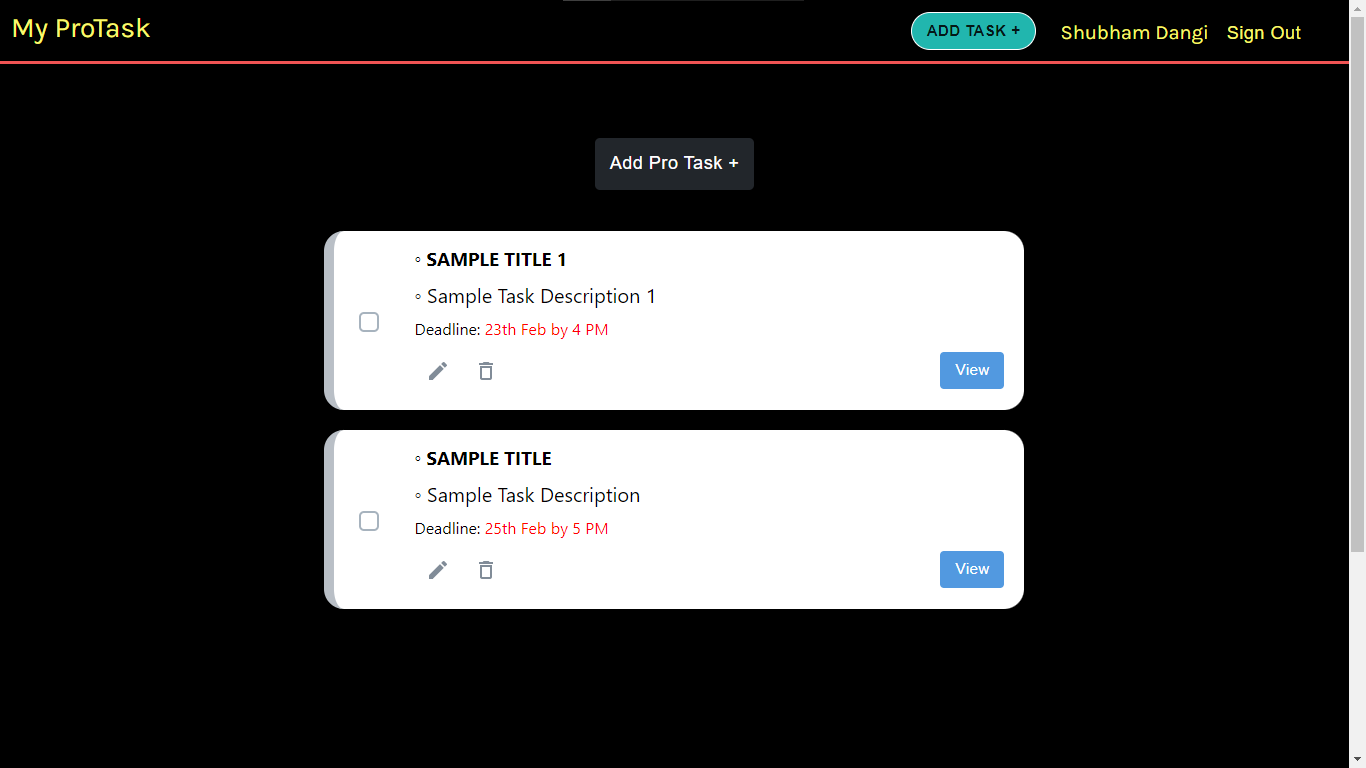 My ProTask
ADD TASK +
Shubham Dangi
Sign Out
Add Pro Task +
◦ SAMPLE TITLE 1
◦ Sample Task Description 1
Deadline: 23th Feb by 4 PM
View
◦ SAMPLE TITLE
◦ Sample Task Description
Deadline: 25th Feb by 5 PM
View